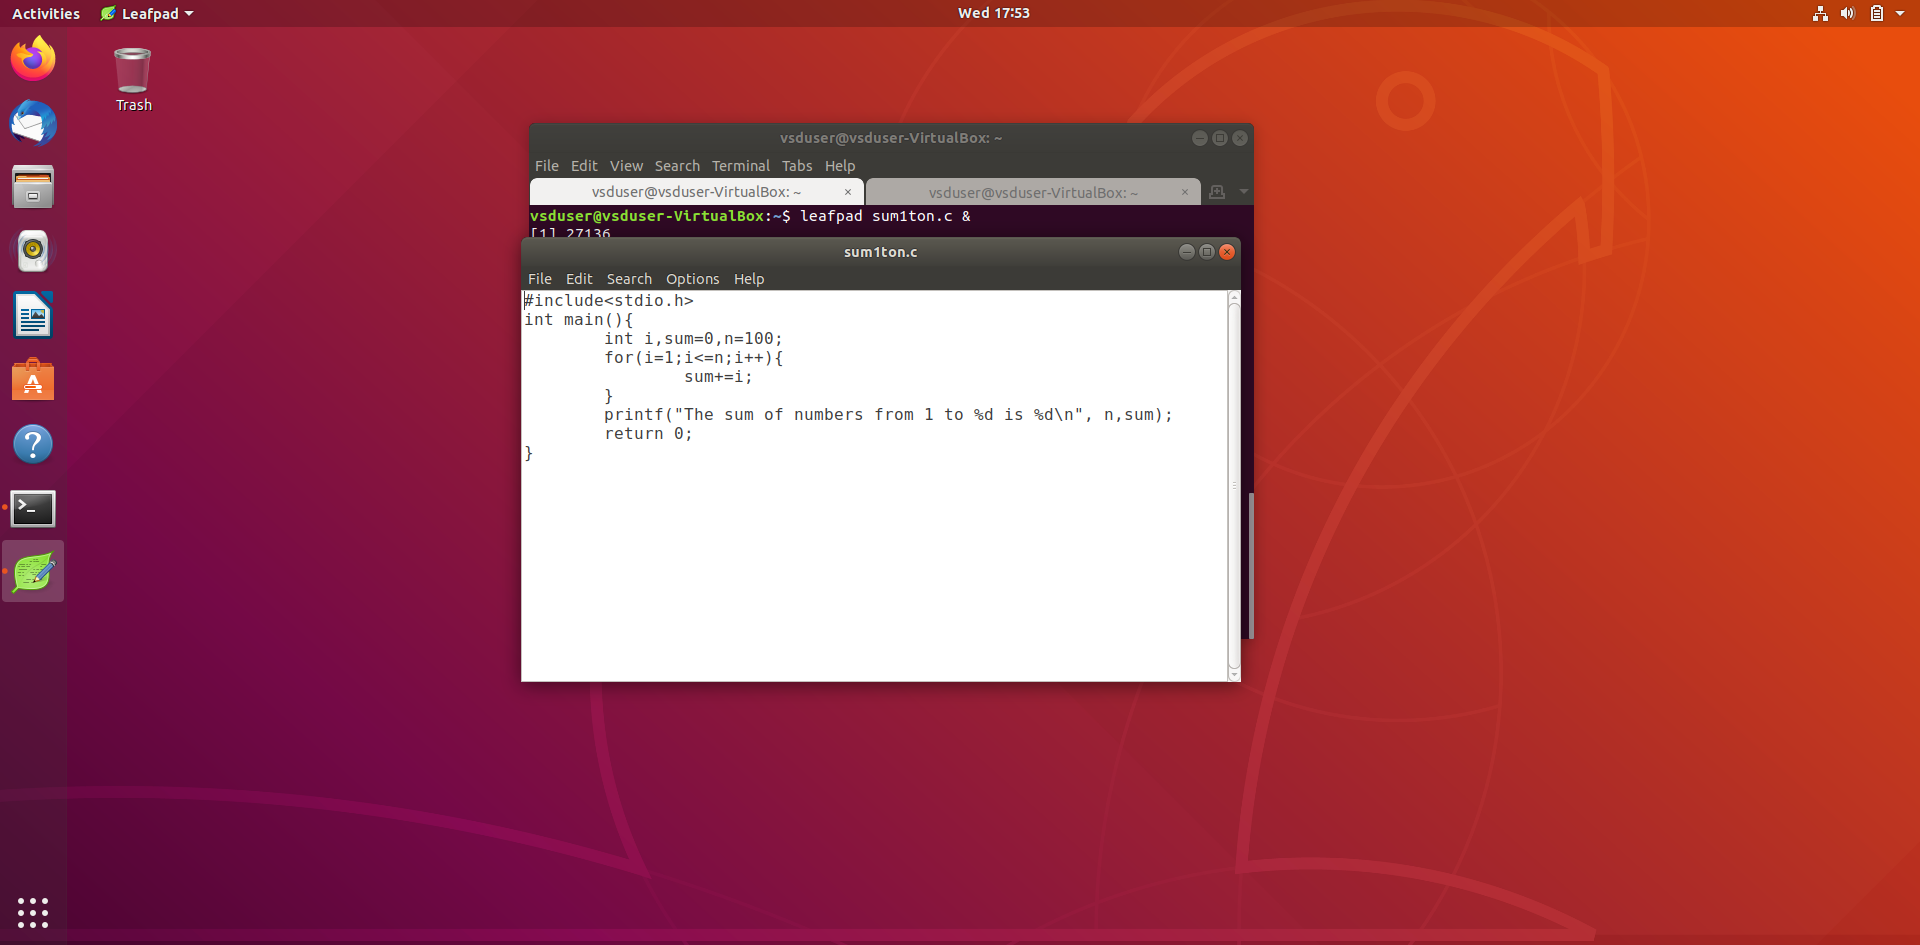 Activities Leafpad Wed 17:53
Trash
vsduser@vsduser-VirtualBox: ~
File Edit View Search Terminal Tabs Help
vsduser@vsduser-VirtualBox: ~ vsduser@vsduser-VirtualBox: ~
vsduser@vsduser-VirtualBox:~$ leafpad sum1ton.c &
[1] 27136
sum1ton.c
File Edit Search Options Help
#include<stdio.h>
int main(){
        int i,sum=0,n=100;
        for(i=1;i<=n;i++){
                sum+=i;
        }
        printf("The sum of numbers from 1 to %d is %d\n", n,sum);
        return 0;
}